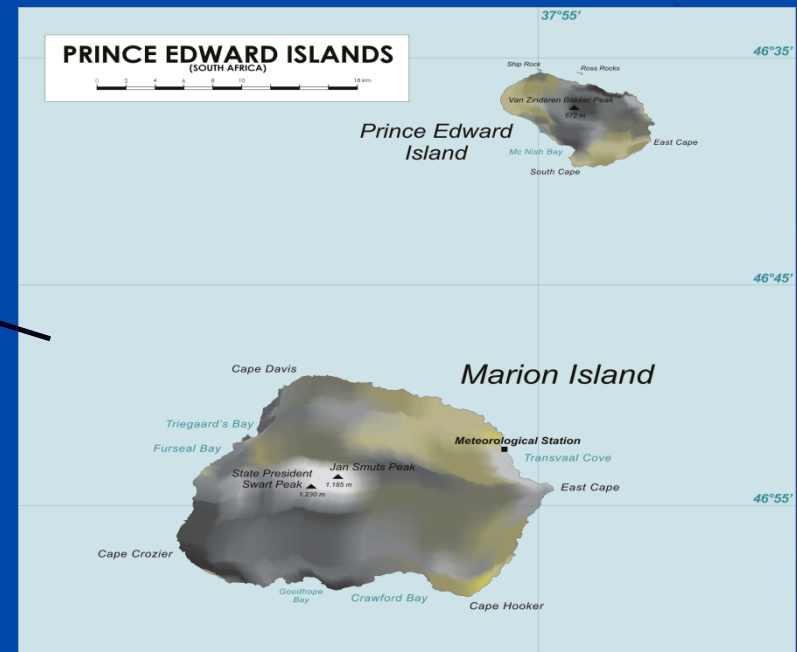 37°55'
PRINCE EDWARD ISLANDS
(SOUTH AFRICA)
0 2 4 6 8 10 18 km
46°35'
Ship Rock
Ross Rocks
Van Zinderen Bakker Peak
672 m
Prince Edward
Island
Mc Nish Bay
East Cape
South Cape
46°45'
Cape Davis
Marion Island
Triegaard's Bay
Furseal Bay
Meteorological Station
Transvaal Cove
State President
Swart Peak
1.230 m
Jan Smuts Peak
1.185 m
East Cape
46°55'
Cape Crozier
Goodhope
Bay
Crawford Bay
Cape Hooker